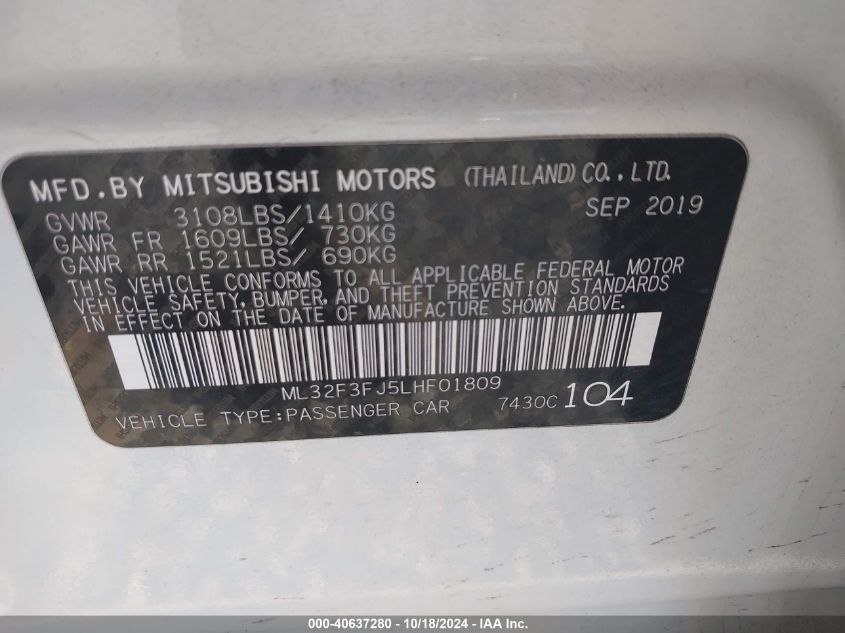 MFD.BY MITSUBISHI MOTORS (THAILAND) CO.,LTD.
GVWR 3108LBS/1410KG SEP 2019
GAWR FR 1609LBS/ 730KG
GAWR RR 1521LBS/ 690KG
THIS VEHICLE CONFORMS TO ALL APPLICABLE FEDERAL MOTOR
VEHICLE SAFETY, BUMPER, AND THEFT PREVENTION STANDARDS
IN EFFECT ON THE DATE OF MANUFACTURE SHOWN ABOVE.
ML32F3FJ5LHF01809
VEHICLE TYPE:PASSENGER CAR 7430C 104
000-40637280 - 10/18/2024 - IAA Inc.